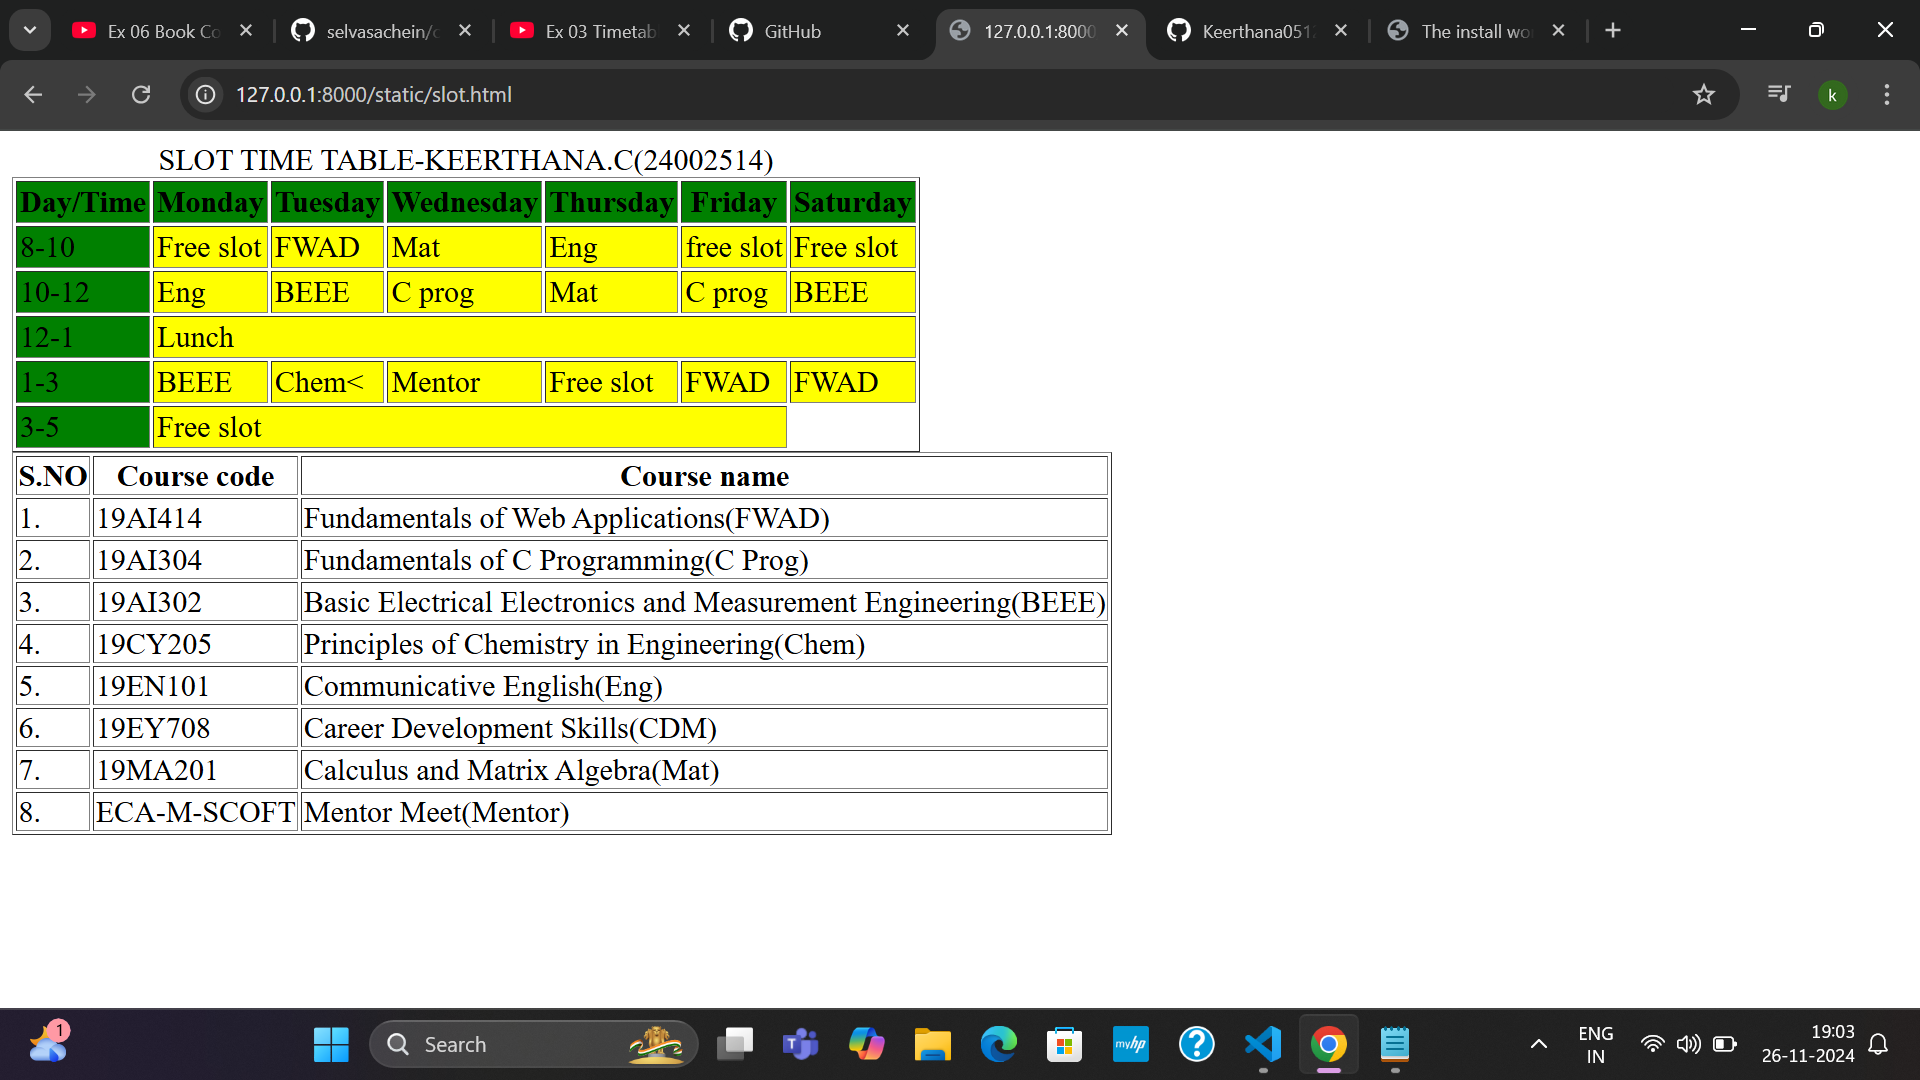 Ex 06 Book Co
selvasachein/c
Ex 03 Timetab
GitHub
127.0.0.1:8000
Keerthana051
The install wo
127.0.0.1:8000/static/slot.html
k
SLOT TIME TABLE-KEERTHANA.C(24002514)
Day/Time Monday Tuesday Wednesday Thursday Friday Saturday
8-10 Free slot FWAD Mat Eng free slot Free slot
10-12 Eng BEEE C prog Mat C prog BEEE
12-1 Lunch
1-3 BEEE Chem< Mentor Free slot FWAD FWAD
3-5 Free slot
S.NO Course code Course name
1. 19AI414 Fundamentals of Web Applications(FWAD)
2. 19AI304 Fundamentals of C Programming(C Prog)
3. 19AI302 Basic Electrical Electronics and Measurement Engineering(BEEE)
4. 19CY205 Principles of Chemistry in Engineering(Chem)
5. 19EN101 Communicative English(Eng)
6. 19EY708 Career Development Skills(CDM)
7. 19MA201 Calculus and Matrix Algebra(Mat)
8. ECA-M-SCOFT Mentor Meet(Mentor)
1
Search
T
myhp
?
ENG
IN
19:03
26-11-2024